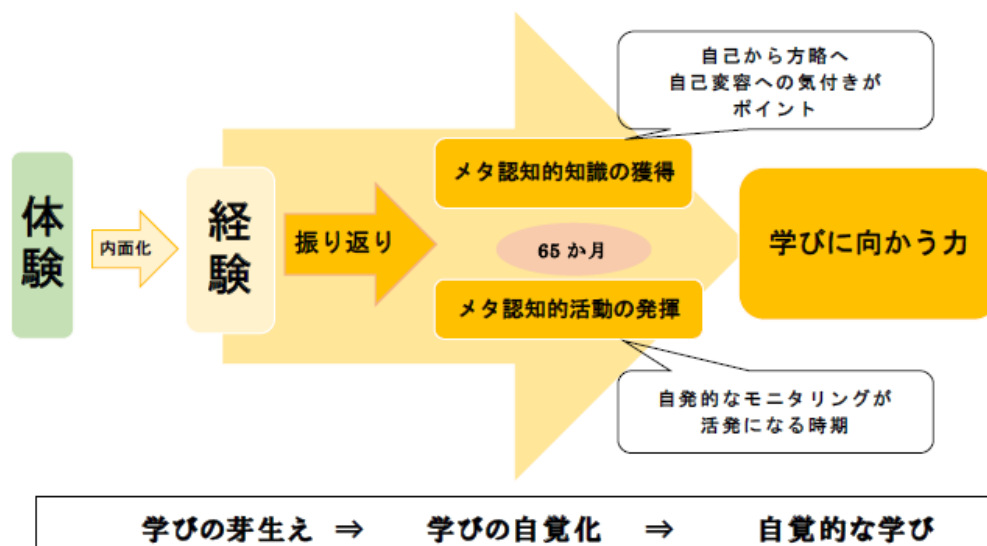 自己から方略へ
自己変容への気付きが
ポイント
体験
内面化
経験
振り返り
メタ認知的知識の獲得
65か月
メタ認知的活動の発揮
学びに向かう力
自発的なモニタリングが
活発になる時期
学びの芽生え ⇒ 学びの自覚化 ⇒ 自覚的な学び